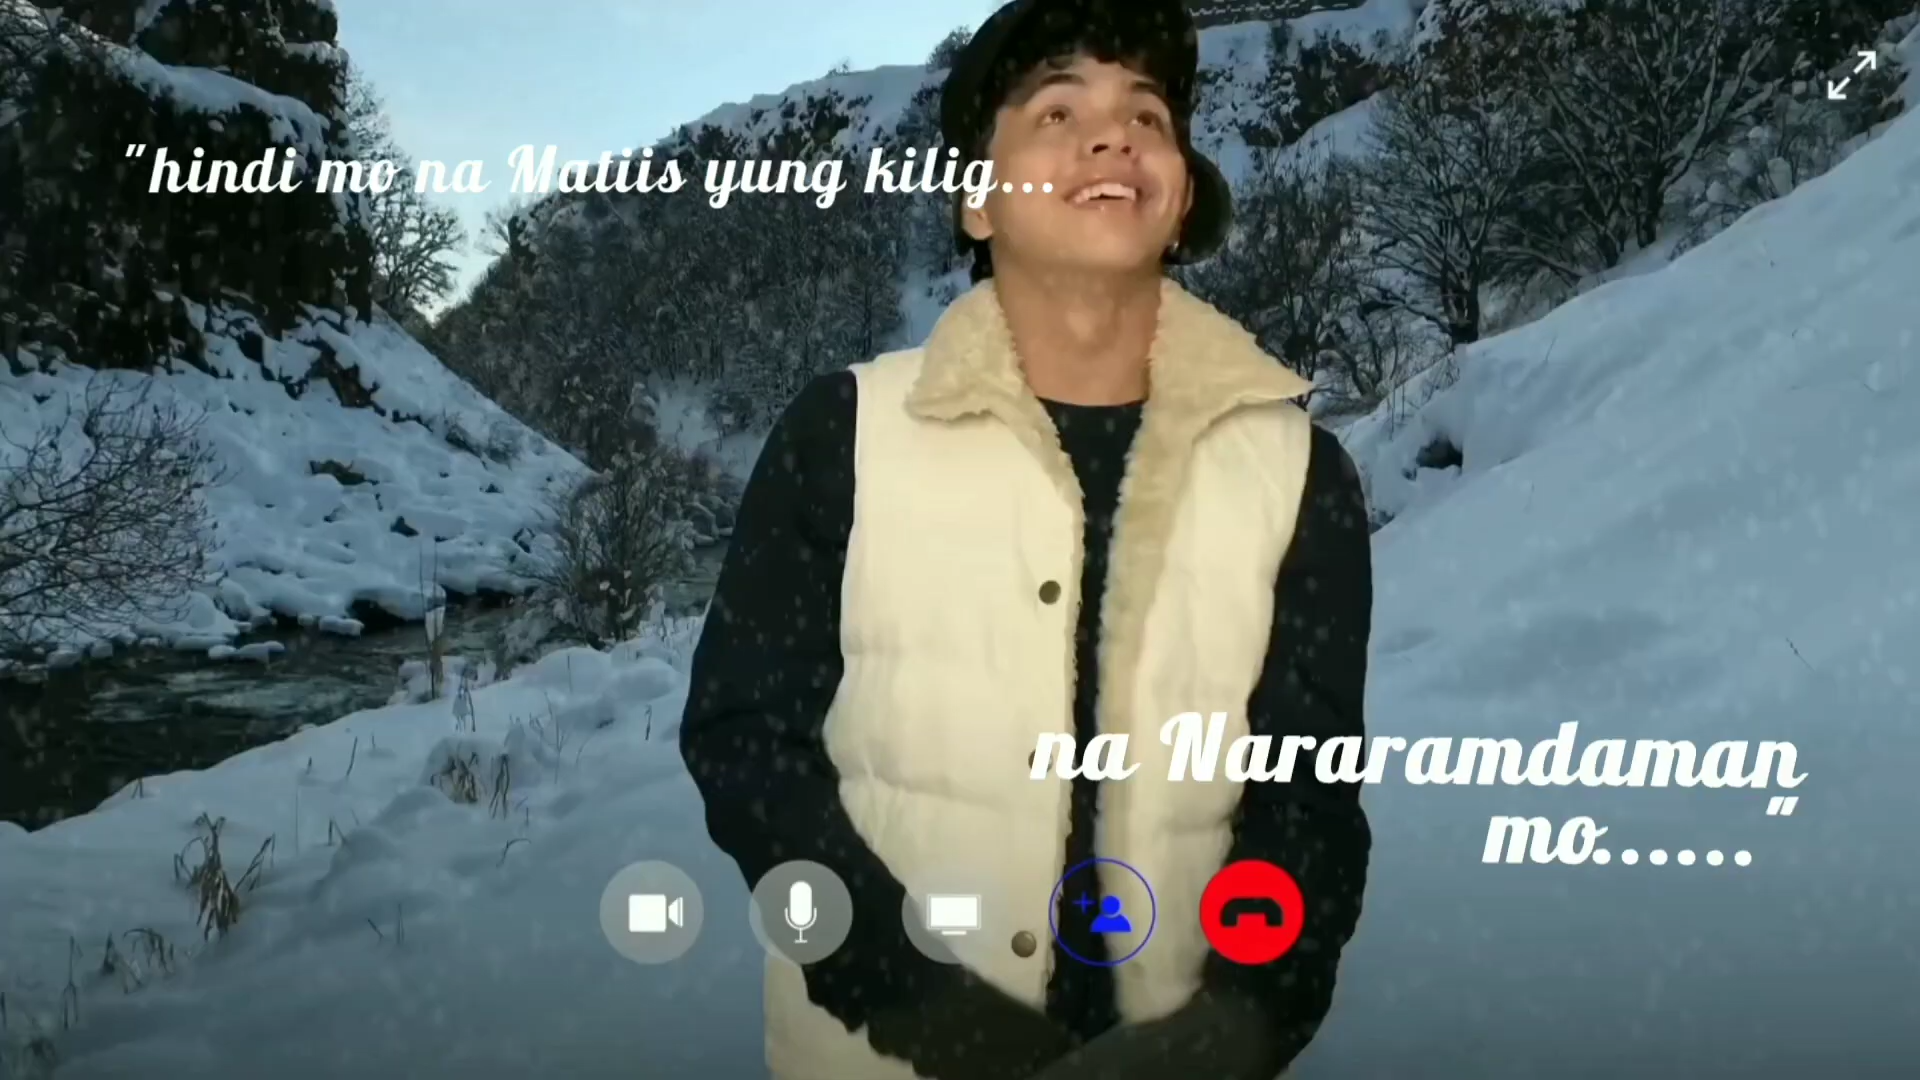 "hindi mo na Matiis yung kilig...
na Nararamdaman
mo......"